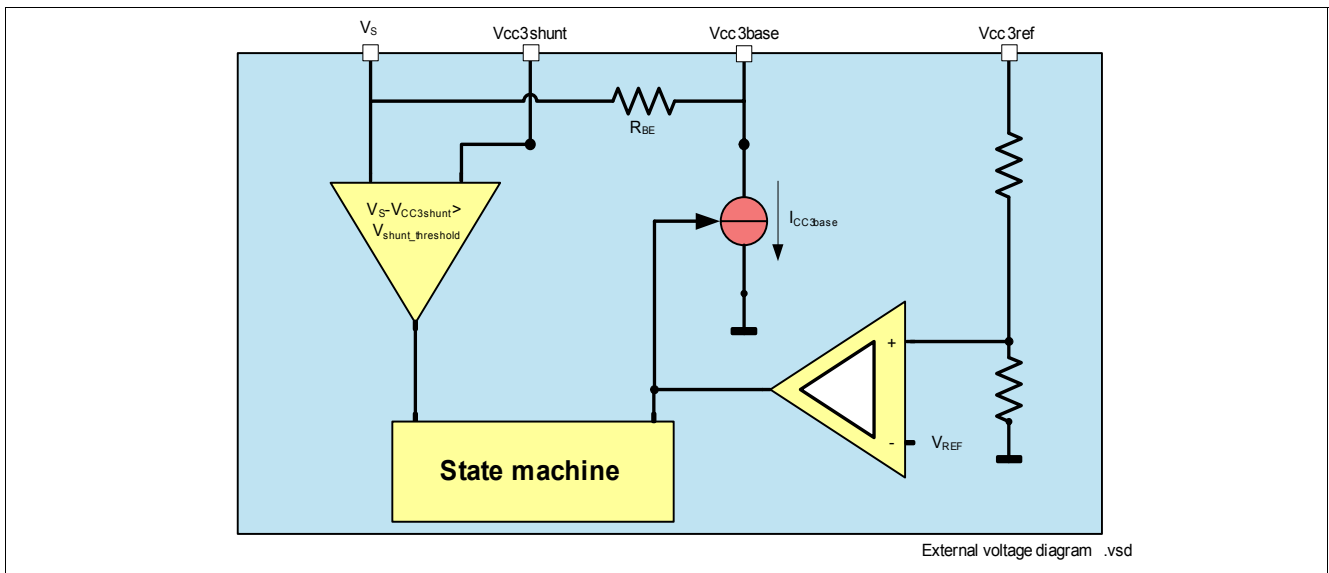 VS
Vcc3shunt
Vcc3base
Vcc3ref
RBE
VS-VCC3shunt>
Vshunt_threshold
ICC3base
+
-
VREF
State machine
External voltage diagram .vsd